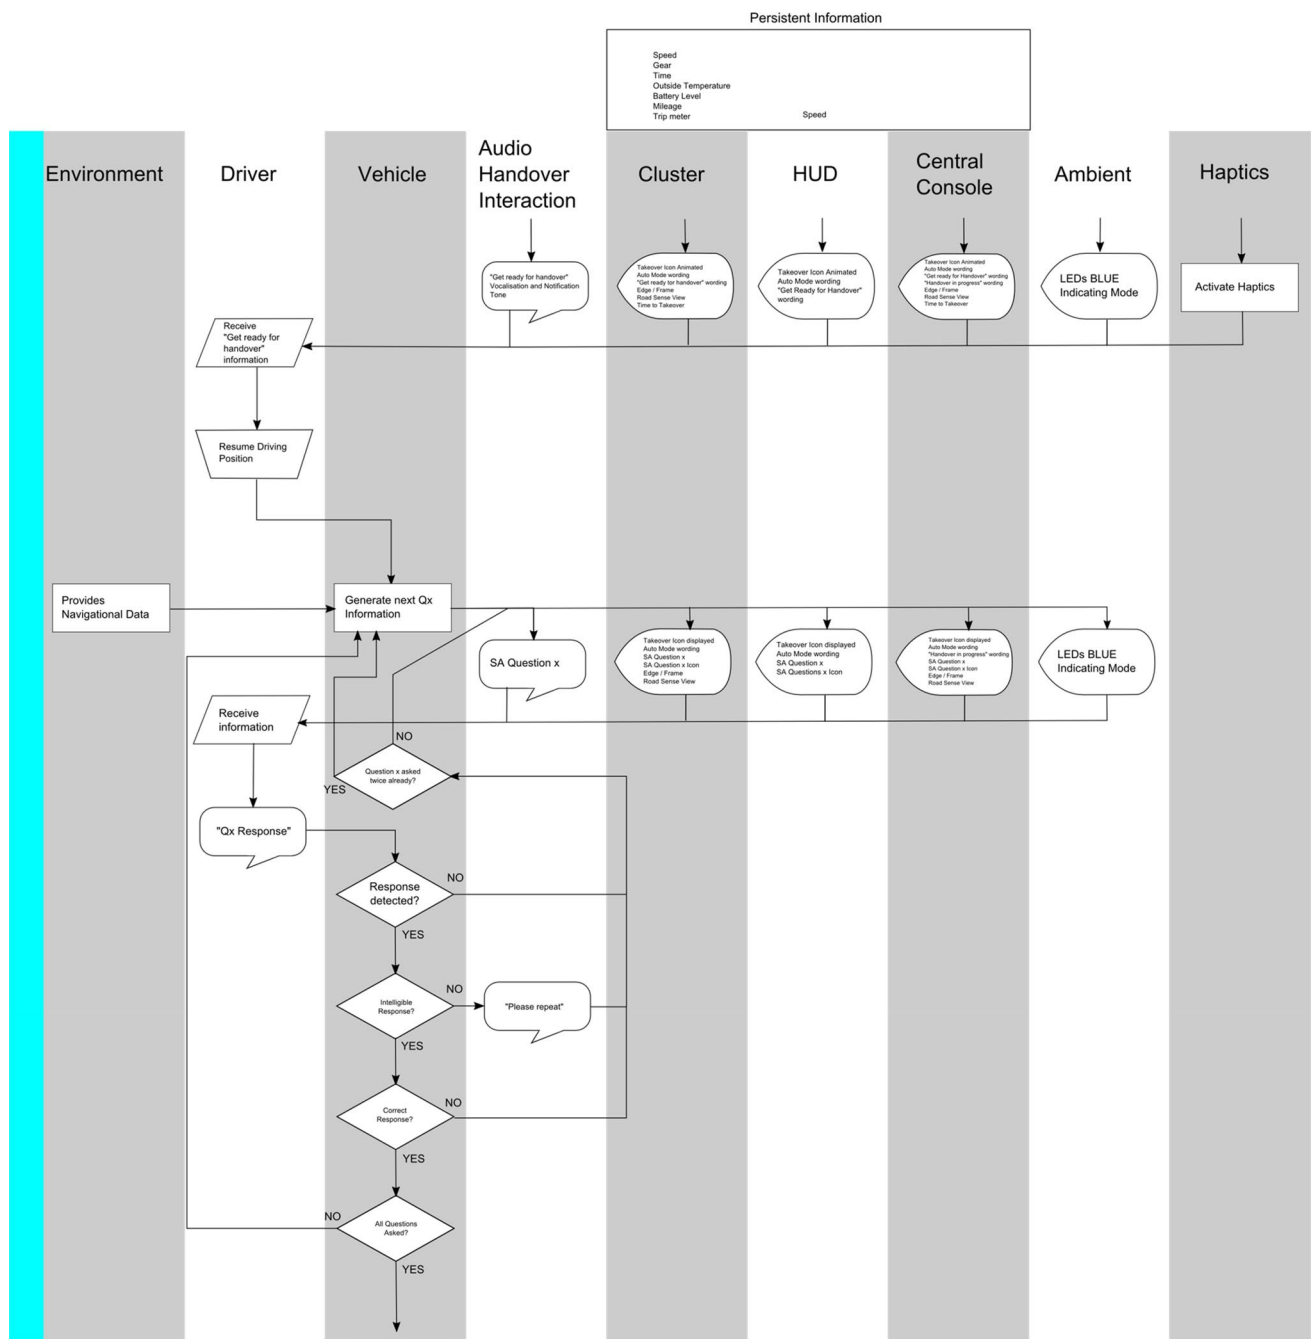 Persistent Information
Speed
Gear
Time
Outside Temperature
Battery Level
Mileage
Trip meter
Speed
Environment
Driver
Vehicle
Audio
Handover
Interaction
Cluster
HUD
Central
Console
Ambient
Haptics
"Get ready for handover"
Vocalisation and Notification
Tone
Takeover Icon Animated
Auto Mode wording
"Get ready for handover" wording
Edge / Frame
Road Sense View
Time to Takeover
Takeover Icon Animated
Auto Mode wording
"Get Ready for Handover"
wording
Takeover Icon Animated
Auto Mode wording
"Get ready for Handover" wording
"Handover in progress" wording
Edge / Frame
Road Sense View
Time to Takeover
LEDs BLUE
Indicating Mode
Activate Haptics
Receive
"Get ready for
handover"
information
Resume Driving
Position
Provides
Navigational Data
Generate next Qx
Information
SA Question x
Takeover Icon displayed
Auto Mode wording
SA Question x
SA Question x Icon
Edge / Frame
Road Sense View
Takeover Icon displayed
Auto Mode wording
SA Question x
SA Questions x Icon
Takeover Icon displayed
Auto Mode wording
"Handover in progress" wording
SA Question x
SA Question x Icon
Edge / Frame
Road Sense View
LEDs BLUE
Indicating Mode
Receive
information
NO
Question x asked
twice already?
YES
"Qx Response"
Response
detected?
NO
YES
Intelligible
Response?
NO
"Please repeat"
YES
Correct
Response?
NO
YES
All Questions
Asked?
NO
YES